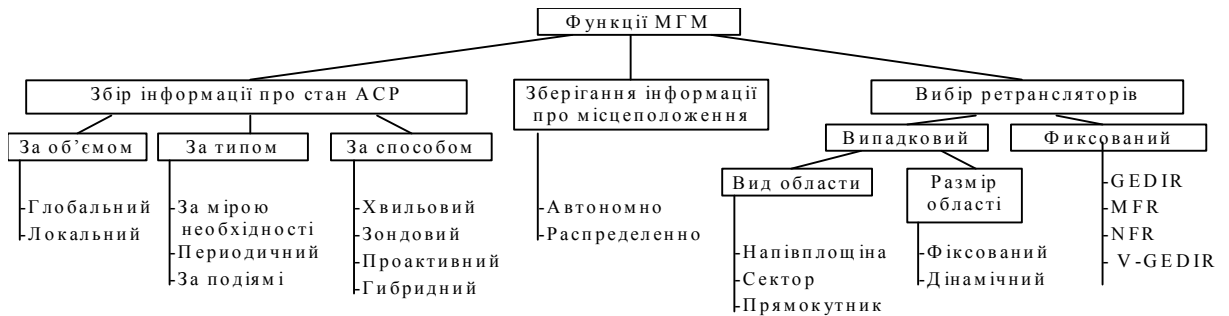 Функції МГМ
Збір інформації про стан АСР
За об’ємом
-Глобальний
-Локальний
За типом
-За мірою
необхідності
-Периодичний
-За подіямі
За способом
-Хвильовий
-Зондовий
-Проактивний
-Гибридний
Зберігання інформації
про місцеположення
-Автономно
-Распределенно
Вибір ретрансляторів
Випадковий
Вид области
-Напівплощіна
-Сектор
-Прямокутник
Размір
області
-Фіксований
-Дінамічний
Фиксований
-GEDIR
-MFR
-NFR
-V-GEDIR